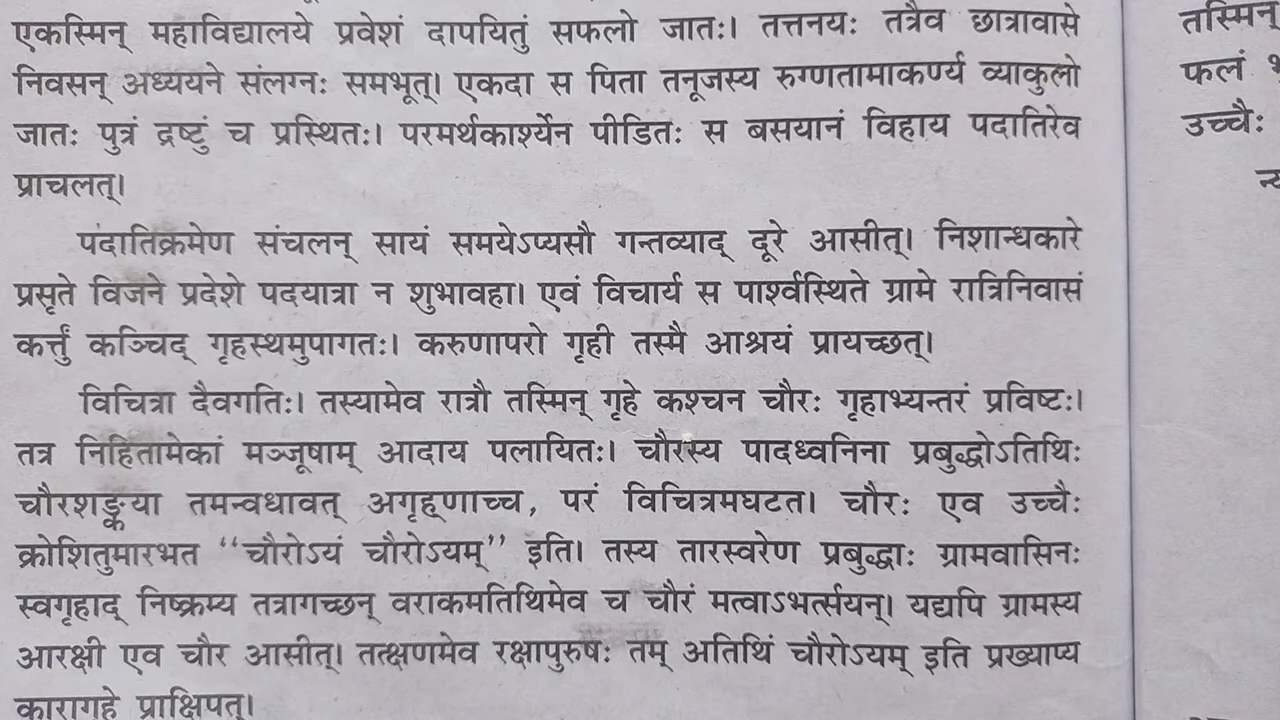 एकस्मिन् महाविद्यालये प्रवेशं दापयितुं सफलो जातः। तत्तनयः तत्रैव छात्रावासे
निवसन् अध्ययने संलग्नः समभूत्। एकदा स पिता तनूजस्य रुग्णतामाकर्ण्य व्याकुलो
जातः पुत्रं द्रष्टुं च प्रस्थितः। परमर्थकार्श्येन पीडितः स बसयानं विहाय पदातिरेव
प्राचलत्।
पदातिक्रमेण संचलन् सायं समयेऽप्यसौ गन्तव्याद् दूरे आसीत्। निशान्धकारे
प्रसृते विजने प्रदेशे पदयात्रा न शुभावहा। एवं विचार्य स पार्श्वस्थिते ग्रामे रात्रिनिवासं
कर्त्तुं कञ्चिद् गृहस्थमुपागतः। करुणापरो गृही तस्मै आश्रयं प्रायच्छत्।
विचित्रा दैवगतिः। तस्यामेव रात्रौ तस्मिन् गृहे कश्चन चौरः गृहाभ्यन्तरं प्रविष्टः।
तत्र निहितामेकां मञ्जूषाम् आदाय पलायितः। चौरस्य पादध्वनिना प्रबुद्धोऽतिथिः
चौरशङ्कया तमन्वधावत् अगृह्णाच्च, परं विचित्रमघटत। चौरः एव उच्चैः
क्रोशितुमारभत “चौरोऽयं चौरोऽयम्” इति। तस्य तारस्वरेण प्रबुद्धाः ग्रामवासिनः
स्वगृहाद् निष्क्रम्य तत्रागच्छन् वराकमतिथिमेव च चौरं मत्वाऽभर्त्सयन्। यद्यपि ग्रामस्य
आरक्षी एव चौर आसीत्। तत्क्षणमेव रक्षापुरुषः तम् अतिथिं चौरोऽयम् इति प्रख्याप्य
कारागृहे प्राक्षिपत्।
तस्मिन्
फलं
उच्चैः